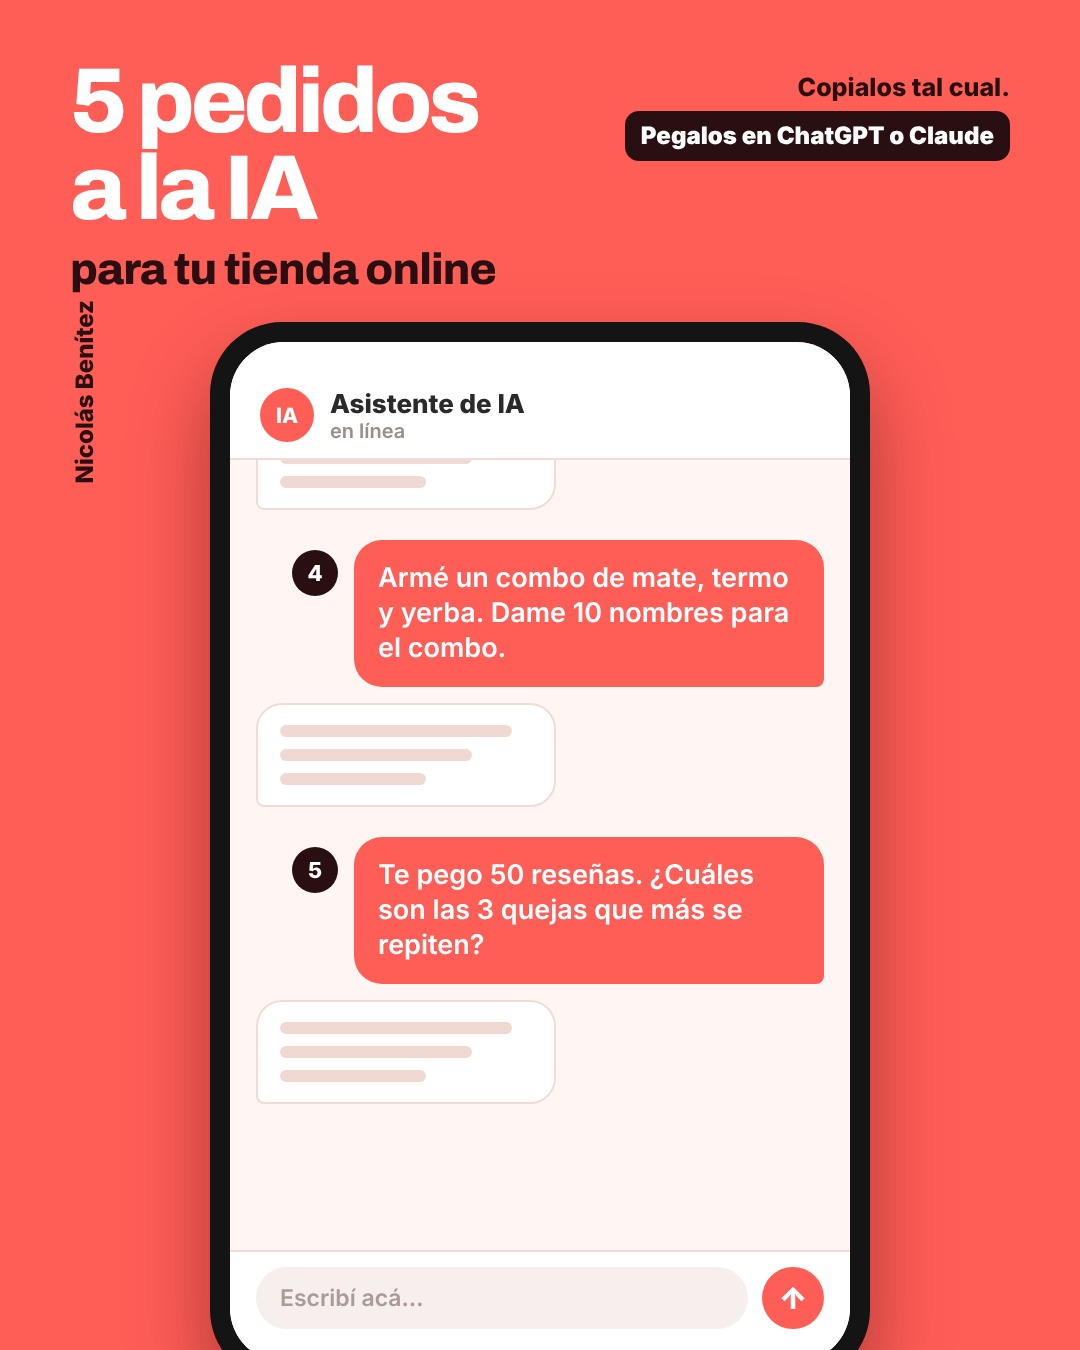 5 pedidos
a la IA
para tu tienda online
Copialos tal cual.
Pegalos en ChatGPT o Claude
Nicolás Benítez
IA
Asistente de IA
en línea
4
Armé un combo de mate, termo
y yerba. Dame 10 nombres para
el combo.
5
Te pego 50 reseñas. ¿Cuáles
son las 3 quejas que más se
repiten?
Escribí acá...